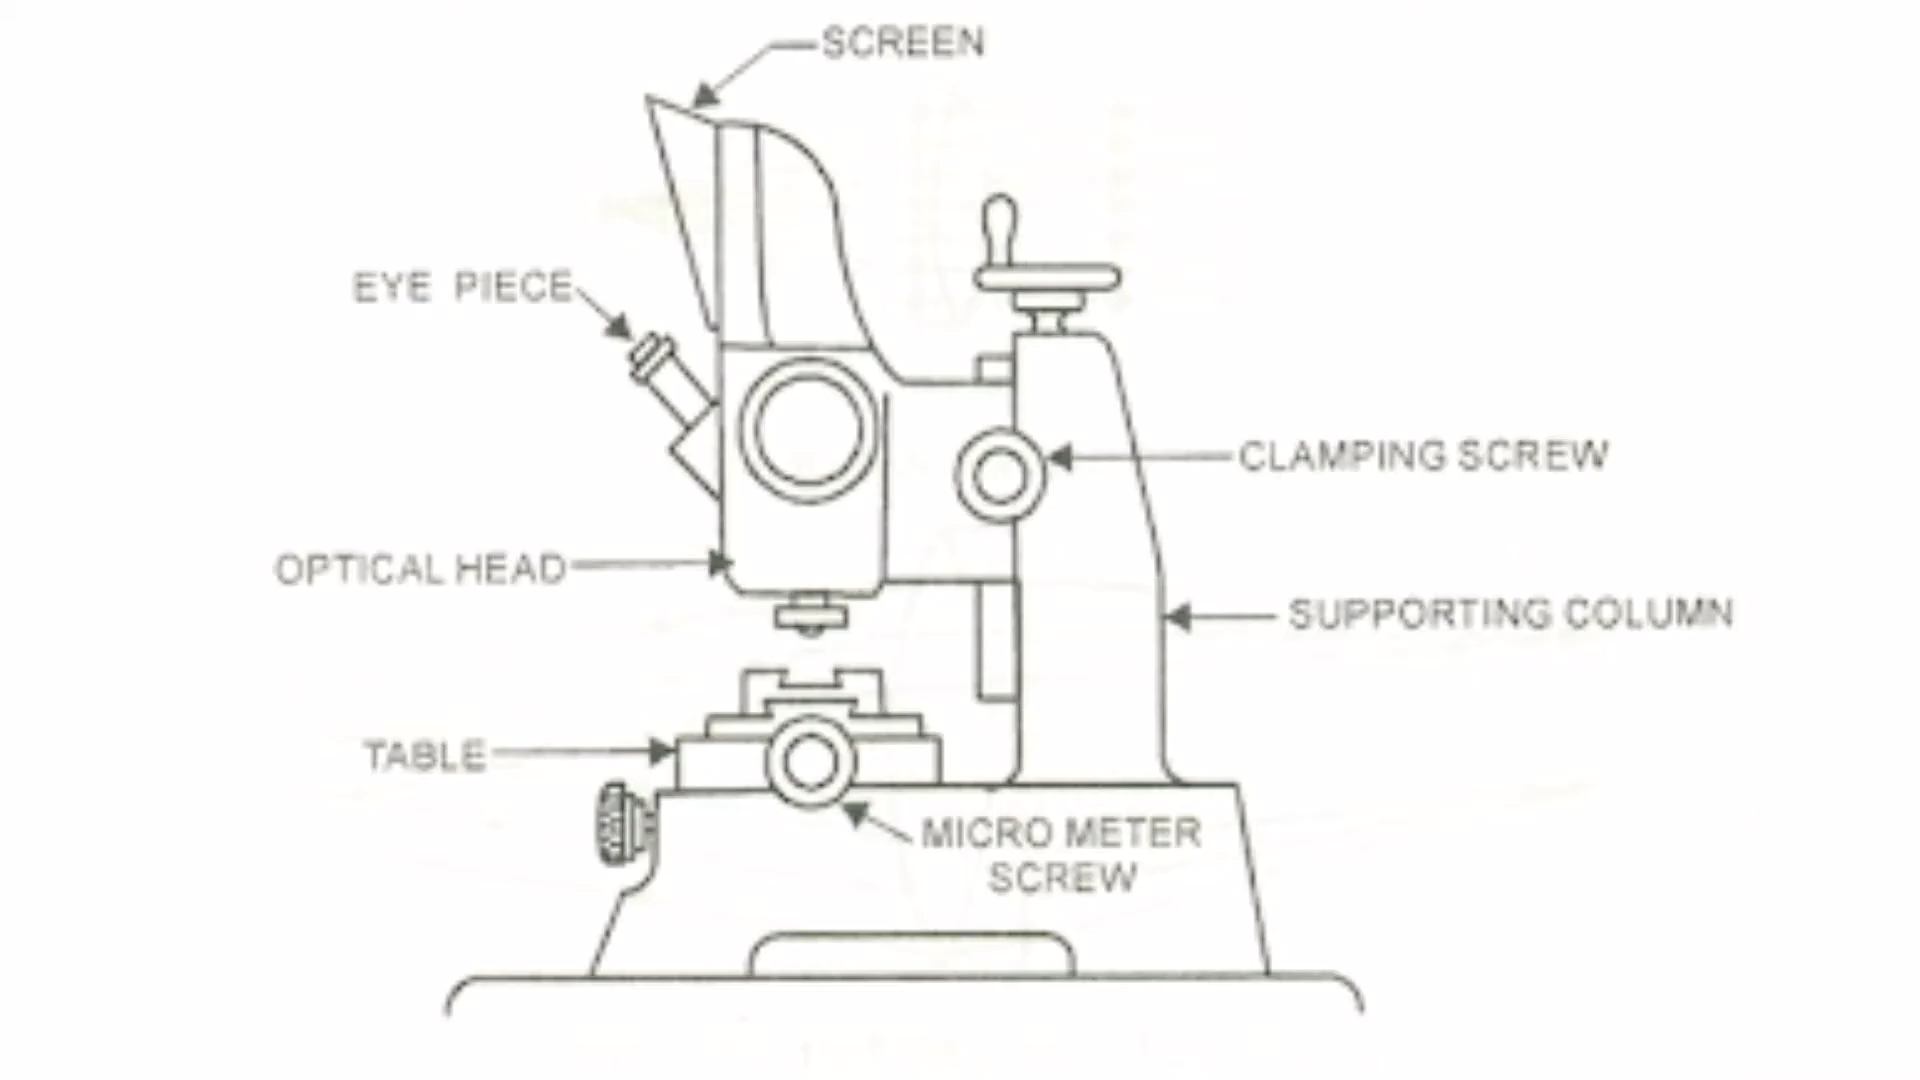 SCREEN
EYE PIECE
CLAMPING SCREW
OPTICAL HEAD
SUPPORTING COLUMN
TABLE
MICRO METER
SCREW